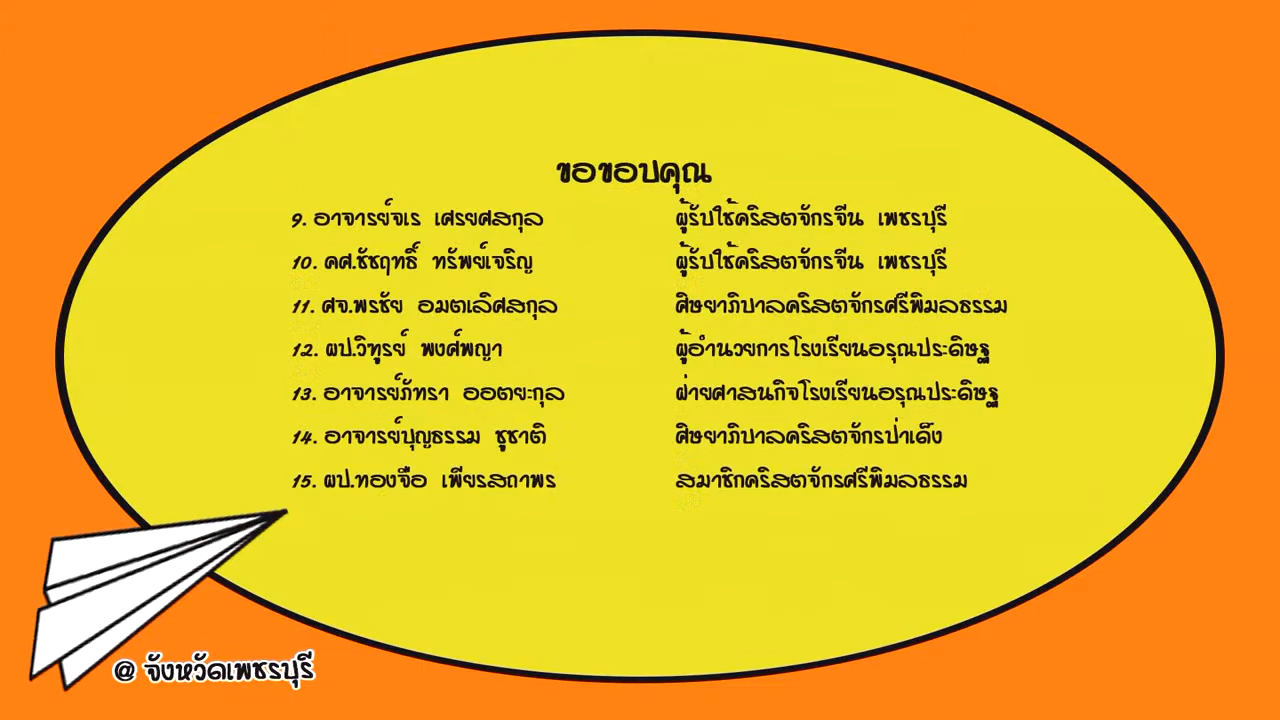 ขอขอบคุณ
9. อาจารย์จเร เศรยศสกุล ผู้รับใช้คริสตจักรจีน เพชรบุรี
10. คศ.ชัชฤทธิ์ ทรัพย์เจริญ ผู้รับใช้คริสตจักรจีน เพชรบุรี
11. ศจ.พรชัย อมตเลิศสกุล ศิษยาภิบาลคริสตจักรศรีพิมลธรรม
12. ผป.วิฑูรย์ พงศ์พญา ผู้อำนวยการโรงเรียนอรุณประดิษฐ
13. อาจารย์ภัทรา ออตยะกุล ฝ่ายศาสนกิจโรงเรียนอรุณประดิษฐ
14. อาจารย์บุญธรรม ชูชาติ ศิษยาภิบาลคริสตจักรป่าเด็ง
15. ผป.ทองจือ เพียรสถาพร สมาชิกคริสตจักรศรีพิมลธรรม
@ จังหวัดเพชรบุรี